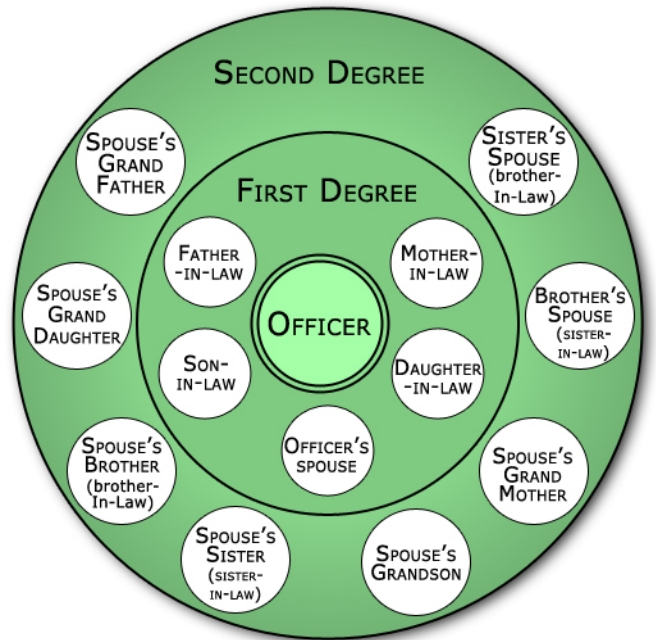 SECOND DEGREE
SPOUSE'S
GRAND
FATHER
SISTER'S
SPOUSE
(brother-
In-Law)
FIRST DEGREE
FATHER
-IN-LAW
MOTHER-
IN-LAW
SPOUSE'S
GRAND
DAUGHTER
OFFICER
BROTHER'S
SPOUSE
(SISTER-
IN-LAW)
SON-
IN-LAW
DAUGHTER
-IN-LAW
OFFICER'S
SPOUSE
SPOUSE'S
BROTHER
(brother-
In-Law)
SPOUSE'S
GRAND
MOTHER
SPOUSE'S
SISTER
(SISTER-
IN-LAW)
SPOUSE'S
GRANDSON